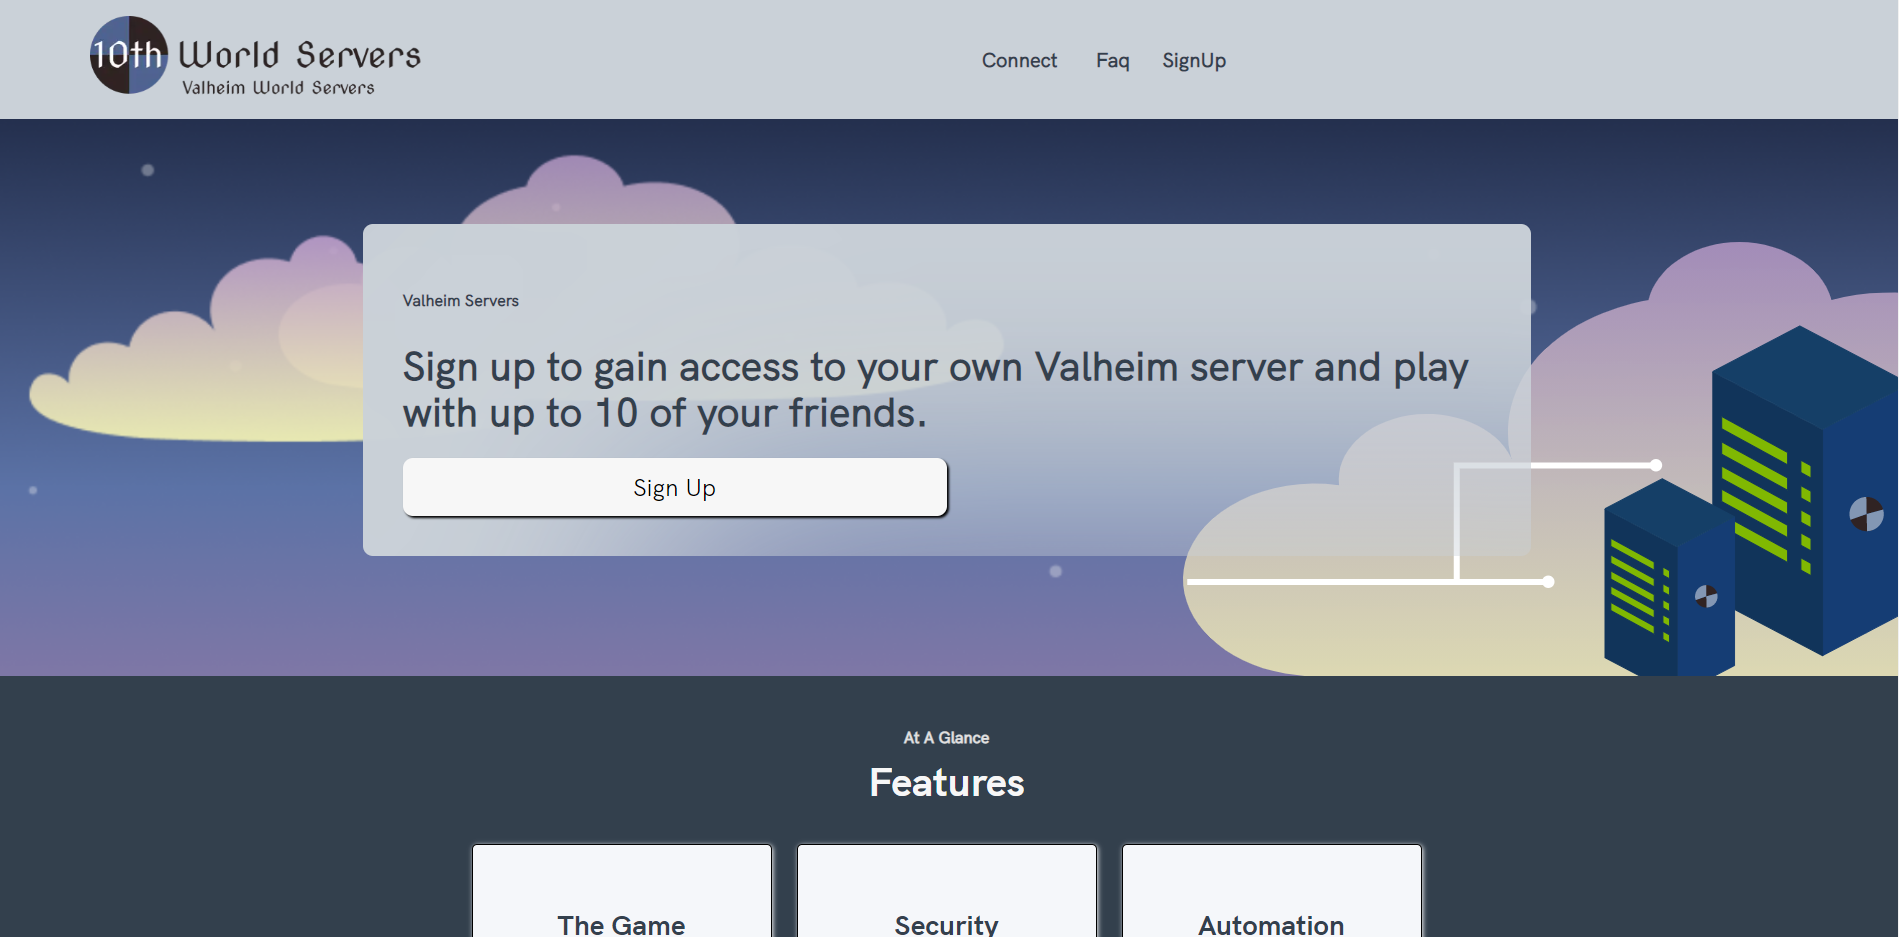 10th World Servers
Valheim World Servers
Connect Faq SignUp
Valheim Servers
Sign up to gain access to your own Valheim server and play
with up to 10 of your friends.
Sign Up
At A Glance
Features
The Game Security Automation